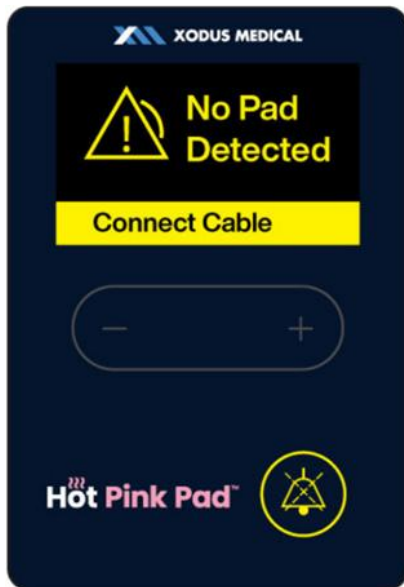 XODUS MEDICAL
No Pad
Detected
Connect Cable
Hot Pink Pad™